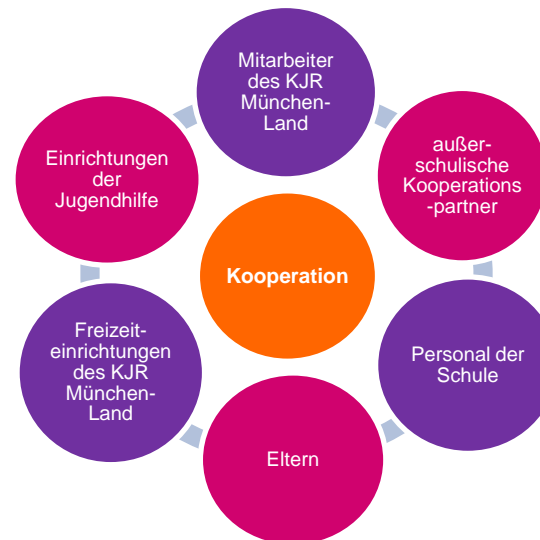 Mitarbeiter
des KJR
München-
Land
außer-
schulische
Kooperations
-partner
Personal der
Schule
Eltern
Freizeit-
einrichtungen
des KJR
München-
Land
Einrichtungen
der
Jugendhilfe
Kooperation